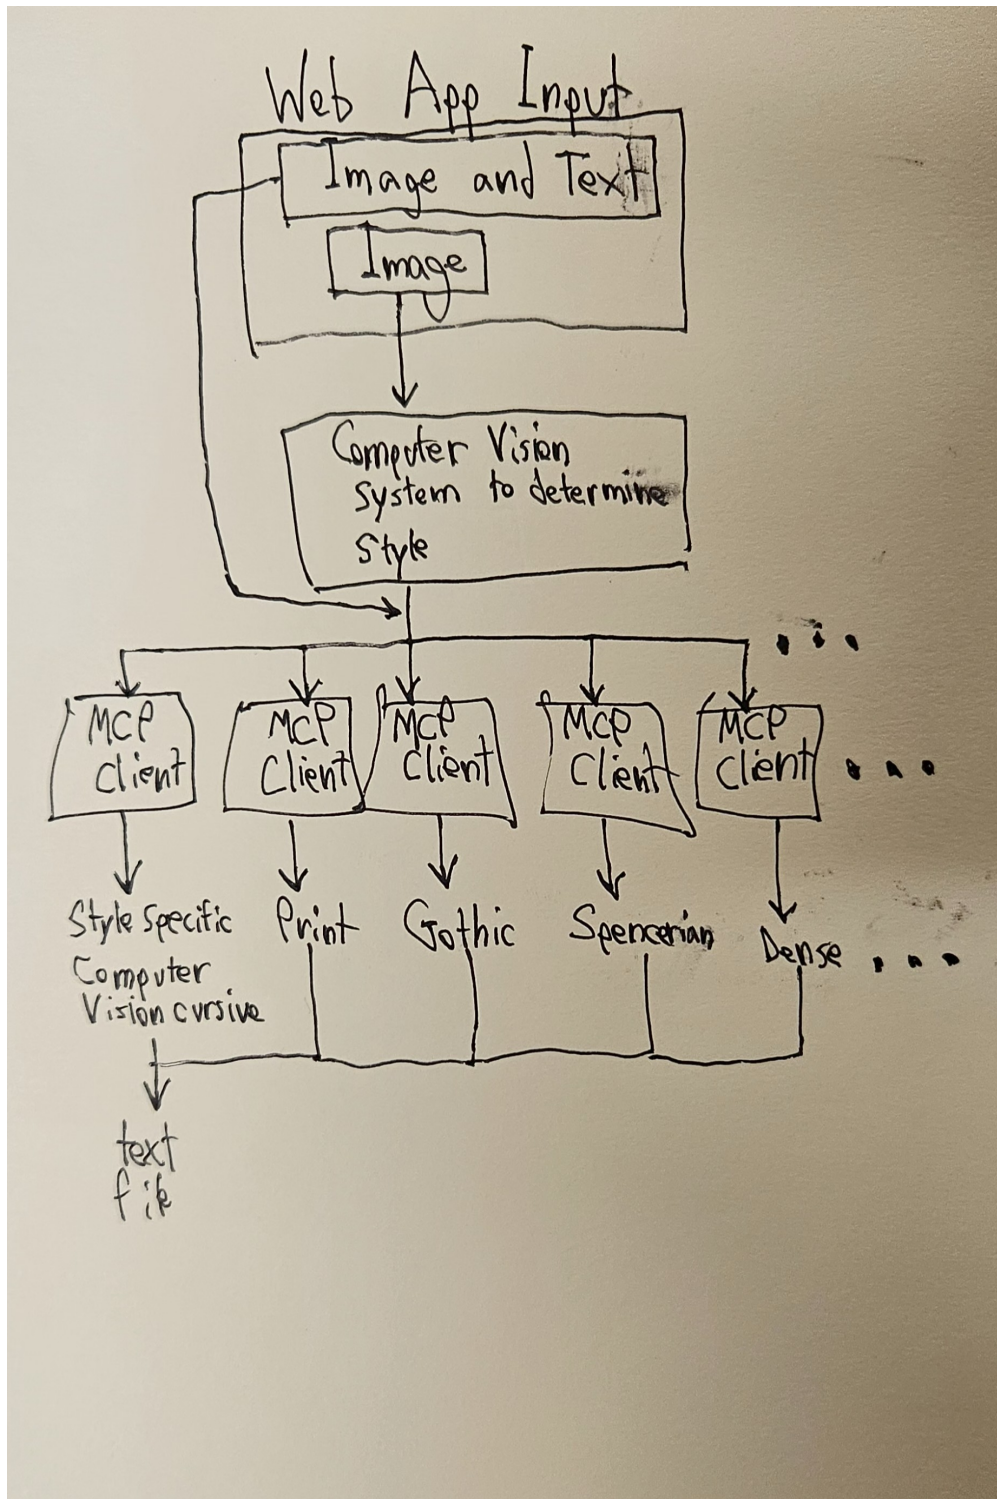 Web App Input
Image and Text
Image
Computer Vision
System to determine
Style
MCP
Client
MCP
Client
MCP
Client
MCP
Client
MCP
Client
Style specific
Computer
Vision cursive
Print
Gothic
Spencerian
Dense
text
file